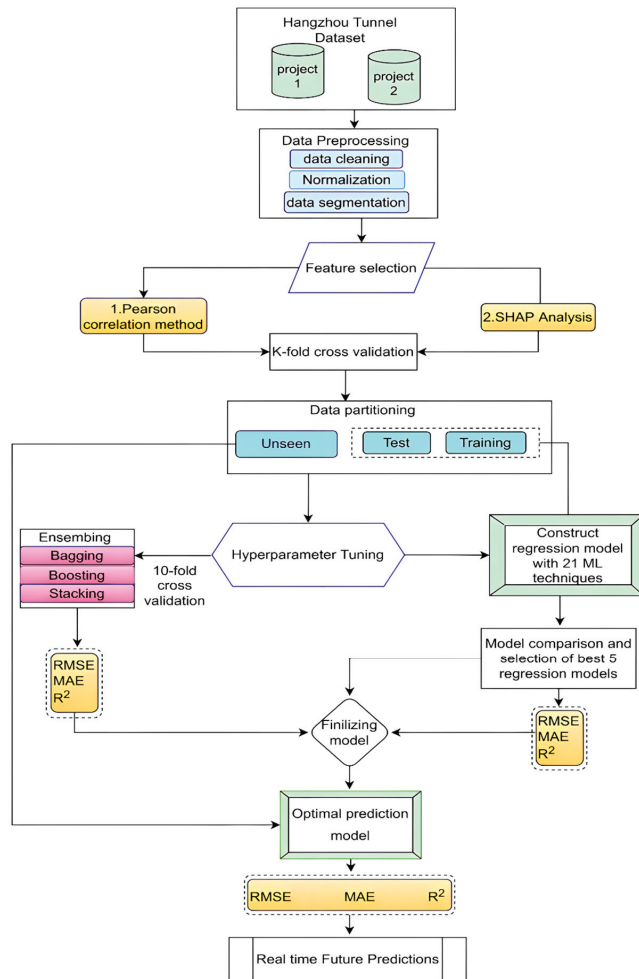 Hangzhou Tunnel
Dataset
project
1
project
2
Data Preprocessing
data cleaning
Normalization
data segmentation
Feature selection
1.Pearson
correlation method
2.SHAP Analysis
K-fold cross validation
Data partitioning
Unseen
Test
Training
Ensembing
Bagging
Boosting
Stacking
10-fold
cross
validation
Hyperparameter Tuning
Construct
regression model
with 21 ML
techniques
Model comparison and
selection of best 5
regression models
RMSE
MAE
R²
Finilizing
model
RMSE
MAE
R²
Optimal prediction
model
RMSE MAE R²
Real time Future Predictions